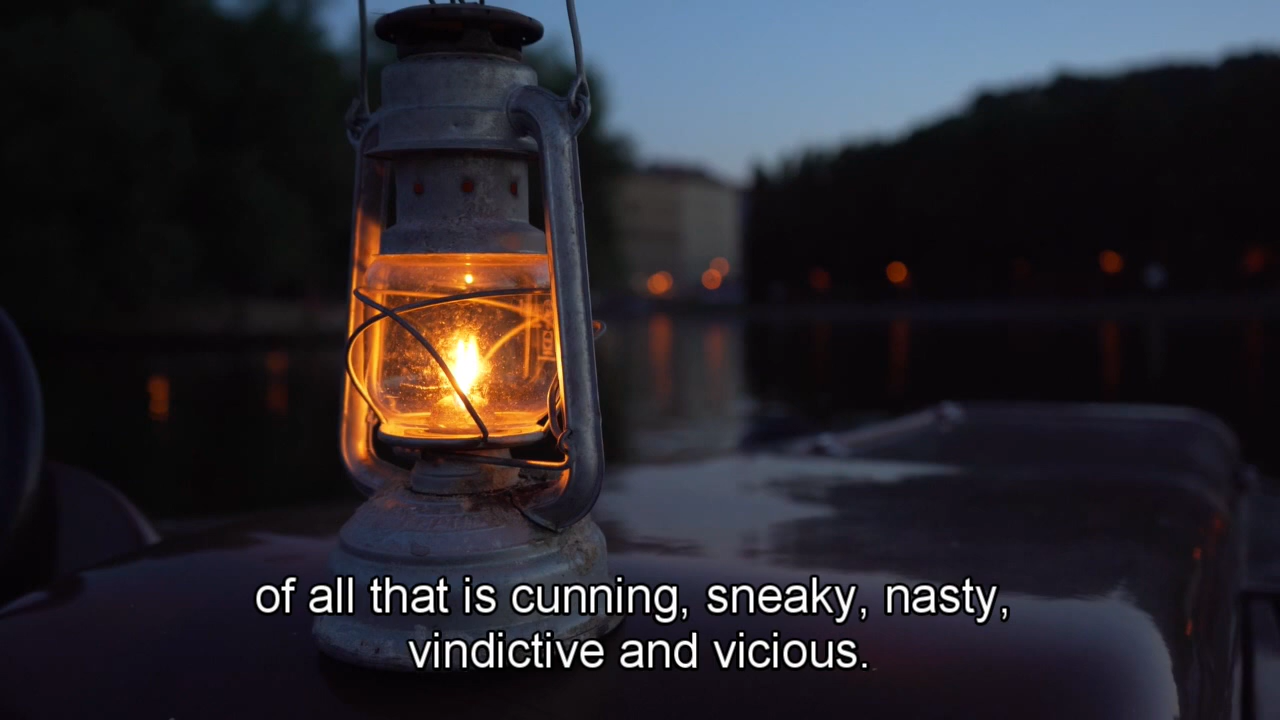 of all that is cunning, sneaky, nasty,
vindictive and vicious.